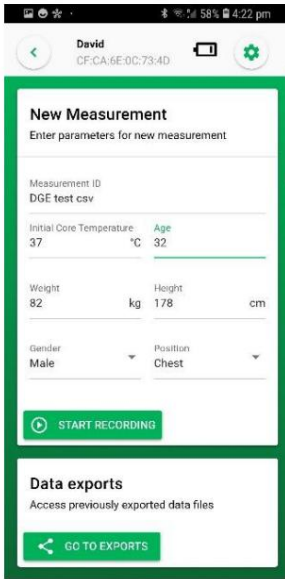 58% 4:22 pm
David
CF:CA:6E:0C:73:4D
New Measurement
Enter parameters for new measurement
Measurement ID
DGE test csv
Initial Core Temperature Age
37 °C 32
Weight Height
82 kg 178 cm
Gender Position
Male Chest
START RECORDING
Data exports
Access previously exported data files
GO TO EXPORTS